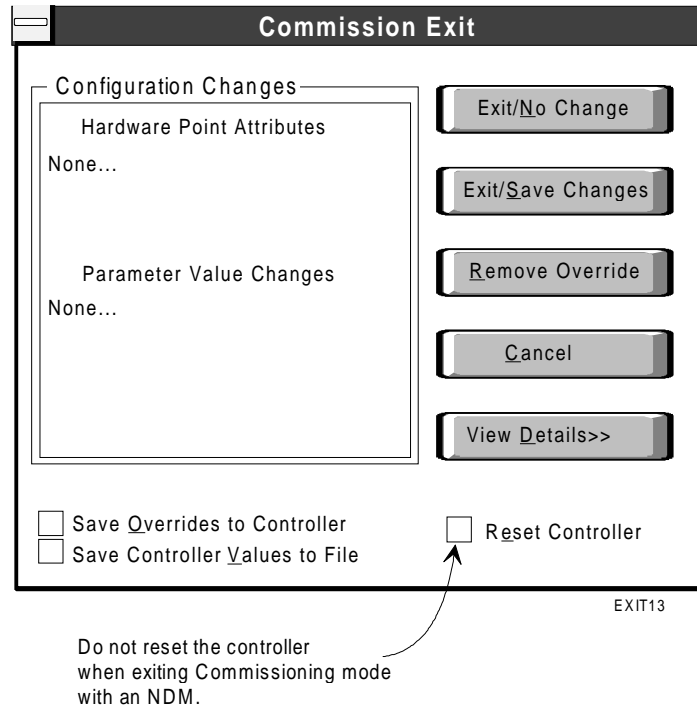 Commission Exit
Configuration Changes
Hardware Point Attributes
None...
Parameter Value Changes
None...
Exit/No Change
Exit/Save Changes
Remove Override
Cancel
View Details>>
Save Overrides to Controller
Save Controller Values to File
Reset Controller
EXIT13
Do not reset the controller
when exiting Commissioning mode
with an NDM.